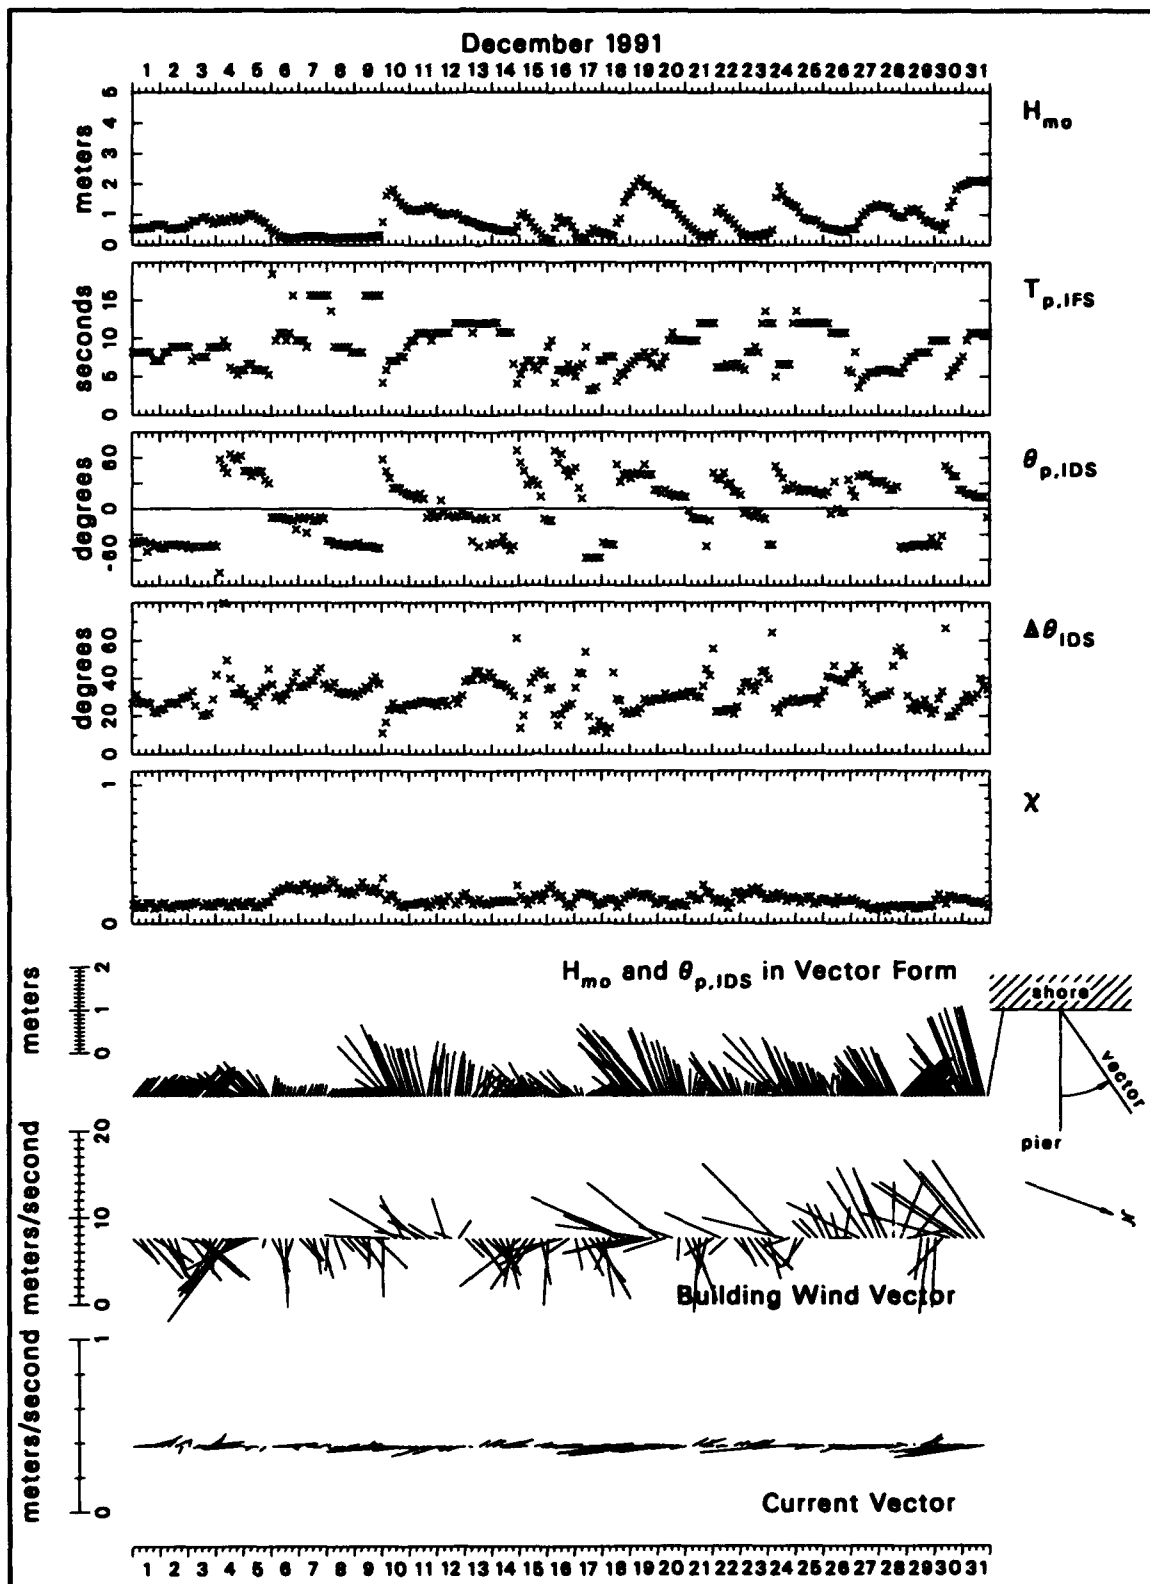 December 1991
1 2 3 4 5 6 7 8 9 10 11 12 13 14 15 16 17 18 19 20 21 22 23 24 25 26 27 28 29 30 31
meters
0 1 2 3 4 5
H_mo
seconds
0 5 10 15
T_p,IFS
degrees
-60 0 60
θ_p,IDS
degrees
0 20 40 60
Δθ_IDS
0 1
χ
meters
0 1 2
H_mo and θ_p,IDS in Vector Form
shore
vector
pier
meters/second
0 10 20
Building Wind Vector
meters/second
0 1
Current Vector
1 2 3 4 5 6 7 8 9 10 11 12 13 14 15 16 17 18 19 20 21 22 23 24 25 26 27 28 29 30 31